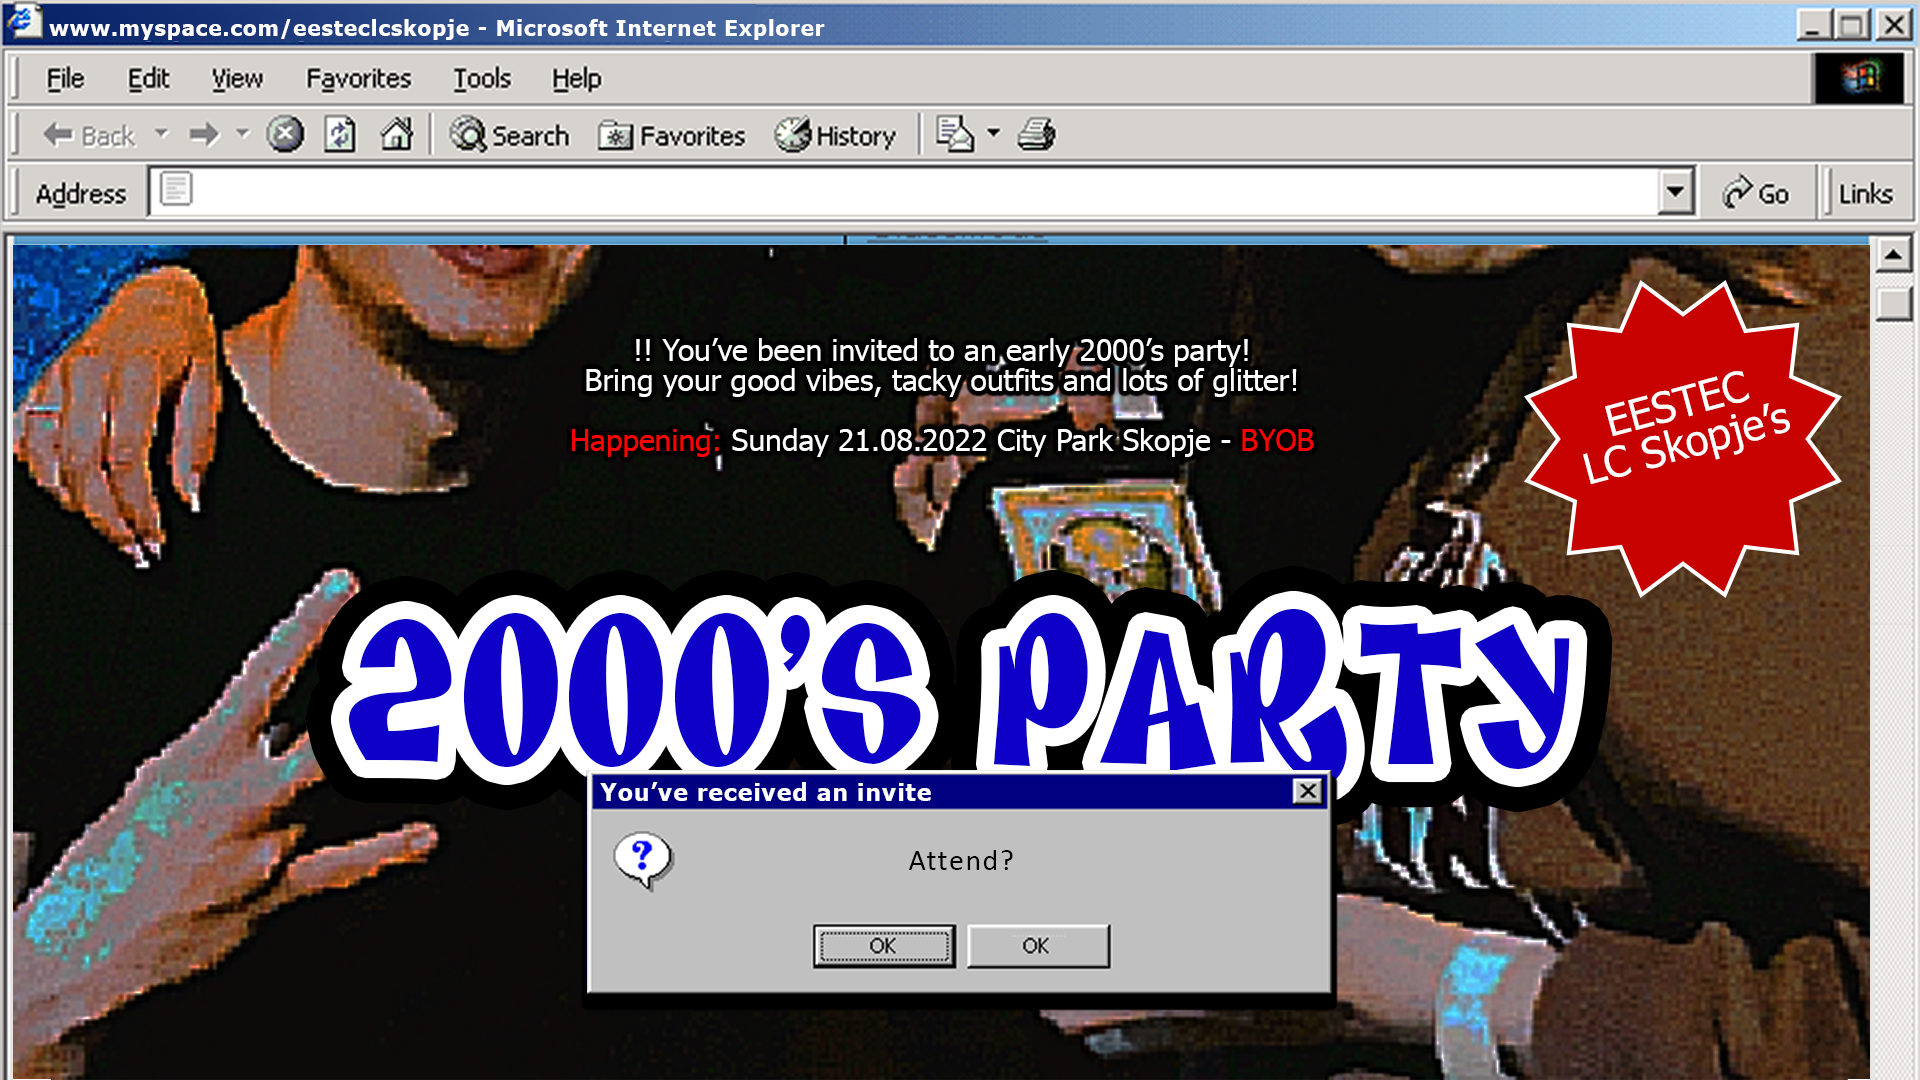 www.myspace.com/eesteclcskopje - Microsoft Internet Explorer
File Edit View Favorites Tools Help
Back Search Favorites History
Address Go Links
!! You’ve been invited to an early 2000’s party!
Bring your good vibes, tacky outfits and lots of glitter!
Happening: Sunday 21.08.2022 City Park Skopje - BYOB
EESTEC
LC Skopje’s
2000’S PARTY
You’ve received an invite
?
Attend?
OK OK